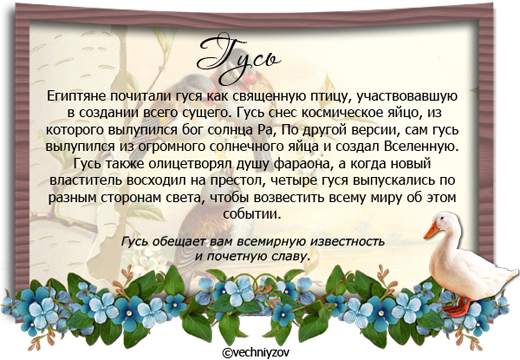 Гусь
Египтяне почитали гуся как священную птицу, участвовавшую
в создании всего сущего. Гусь снес космическое яйцо, из
которого вылупился бог солнца Ра, По другой версии, сам гусь
вылупился из огромного солнечного яйца и создал Вселенную.
Гусь также олицетворял душу фараона, а когда новый
властитель восходил на престол, четыре гуся выпускались по
разным сторонам света, чтобы возвестить всему миру об этом
событии.
Гусь обещает вам всемирную известность
и почетную славу.
©vechniyzov